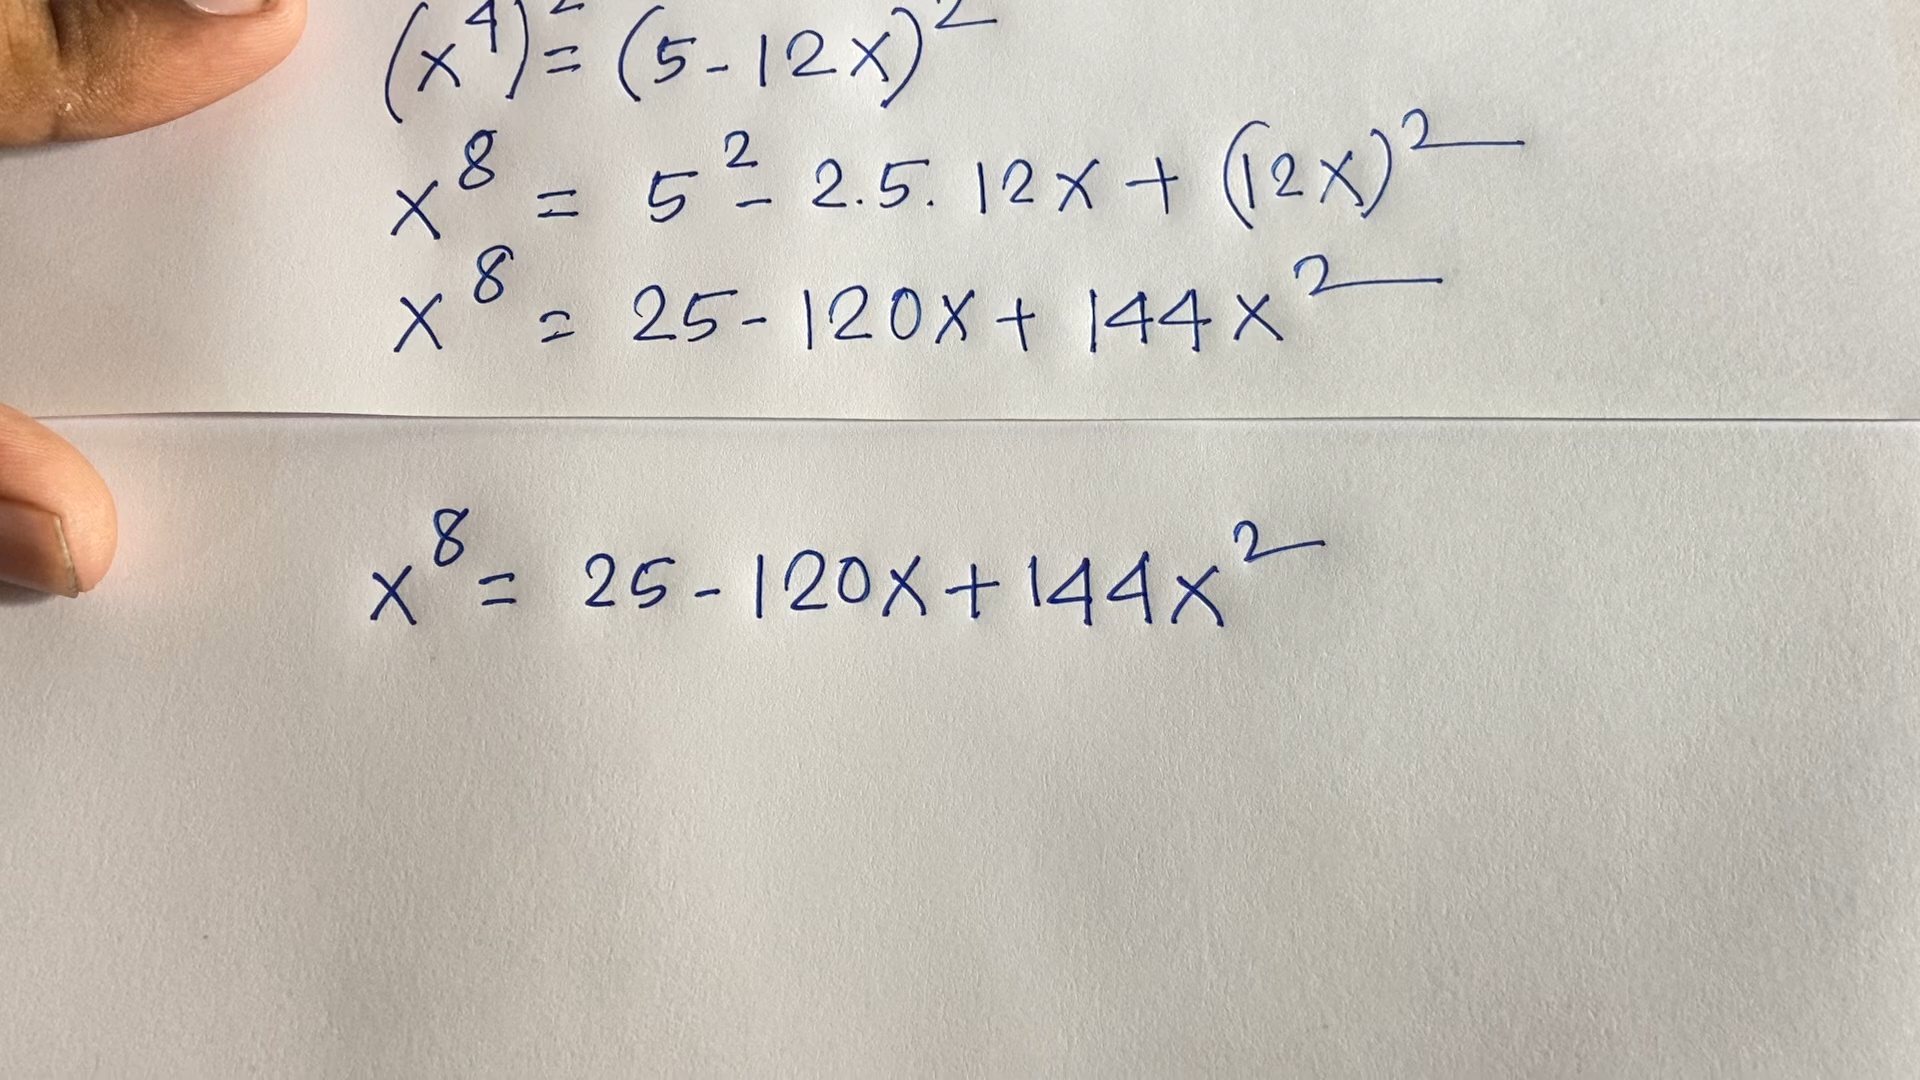 (x⁴)² = (5-12x)²
x⁸ = 5² - 2.5.12x + (12x)²
x⁸ = 25-120x + 144x²
x⁸ = 25-120x+144x²